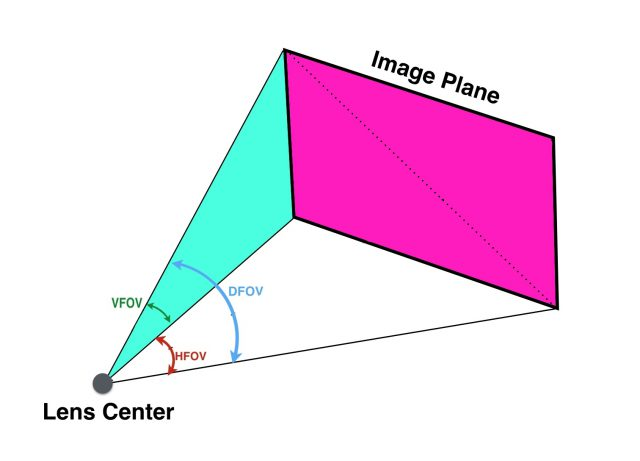 Image Plane
DFOV
VFOV
HFOV
Lens Center